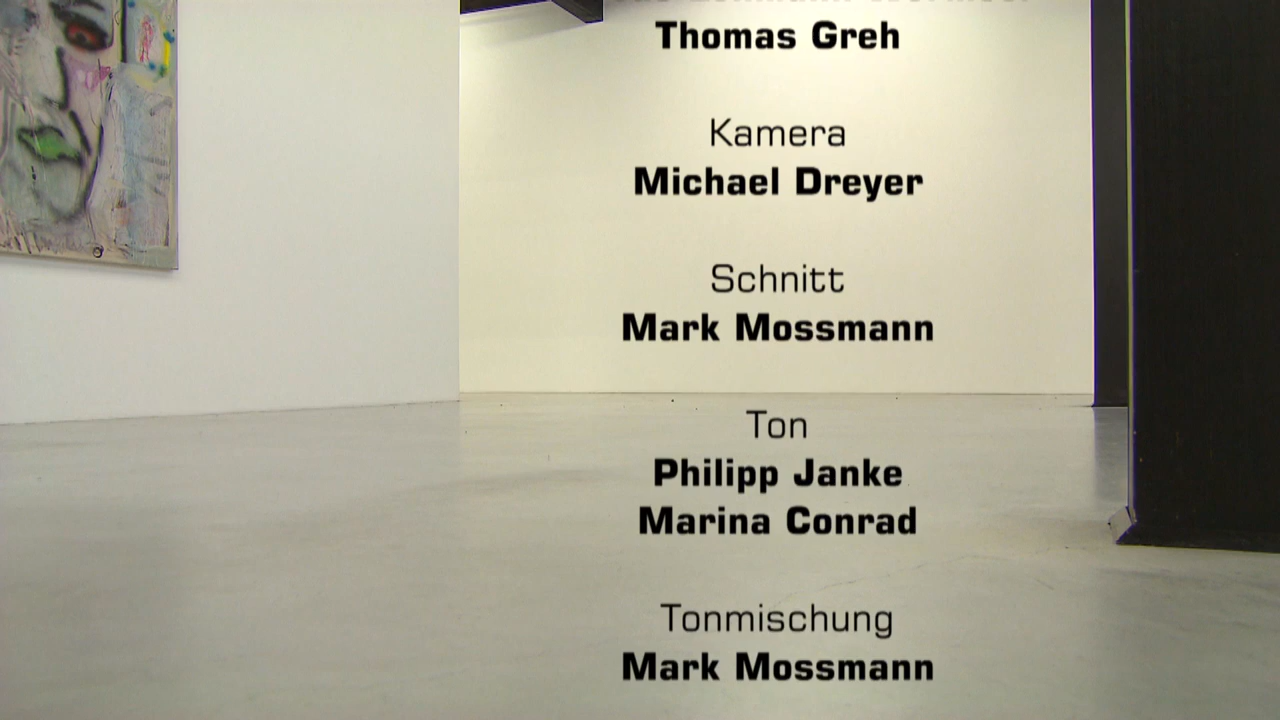 Thomas Greh
Kamera
Michael Dreyer
Schnitt
Mark Mossmann
Ton
Philipp Janke
Marina Conrad
Tonmischung
Mark Mossmann